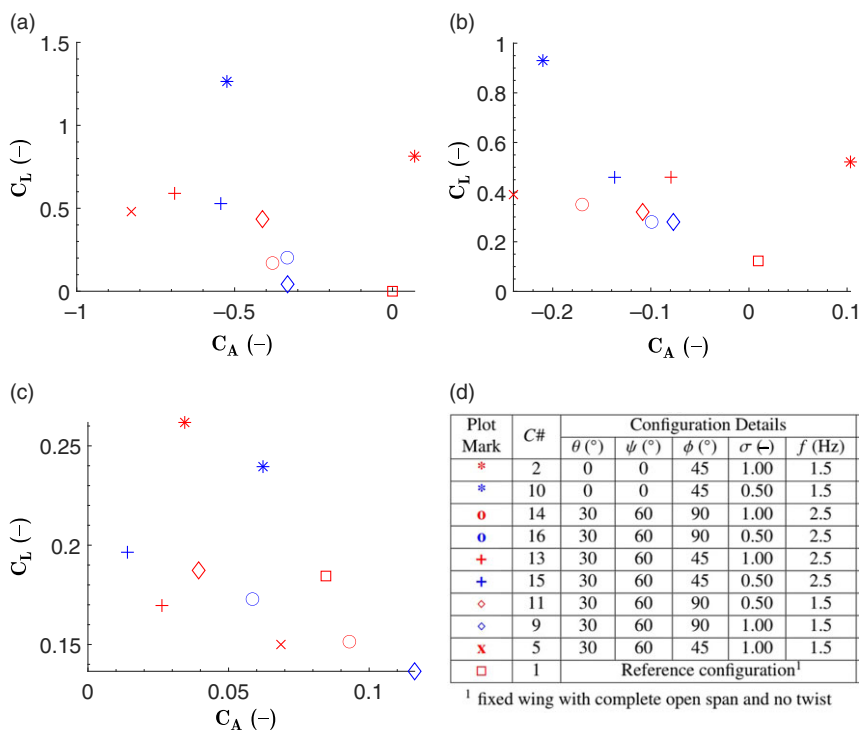 (a)
1.5
1
0.5
0
−1
−0.5
0
C_L (–)
C_A (–)
(b)
1
0.8
0.6
0.4
0.2
0
−0.2
−0.1
0
0.1
C_L (–)
C_A (–)
(c)
0.25
0.2
0.15
0
0.05
0.1
C_L (–)
C_A (–)
(d)
Plot Mark C# Configuration Details
θ (°) ψ (°) ϕ (°) σ (–) f (Hz)
* 2 0 0 45 1.00 1.5
* 10 0 0 45 0.50 1.5
o 14 30 60 90 1.00 2.5
o 16 30 60 90 0.50 2.5
+ 13 30 60 45 1.00 2.5
+ 15 30 60 45 0.50 2.5
◇ 11 30 60 90 0.50 1.5
◇ 9 30 60 90 1.00 1.5
x 5 30 60 45 1.00 1.5
□ 1 Reference configuration¹
¹ fixed wing with complete open span and no twist